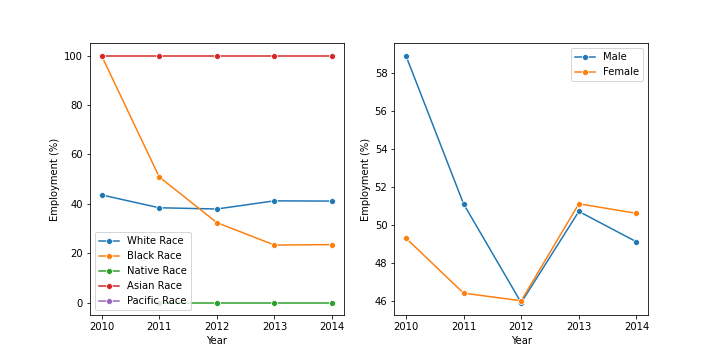 100
80
60
40
20
0
Employment (%)
White Race
Black Race
Native Race
Asian Race
Pacific Race
2010 2011 2012 2013 2014
Year
58
56
54
52
50
48
46
Employment (%)
Male
Female
2010 2011 2012 2013 2014
Year